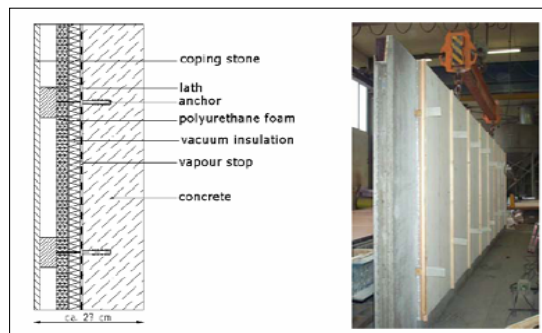 coping stone
lath
anchor
polyurethane foam
vacuum insulation
vapour stop
concrete
ca. 27 cm